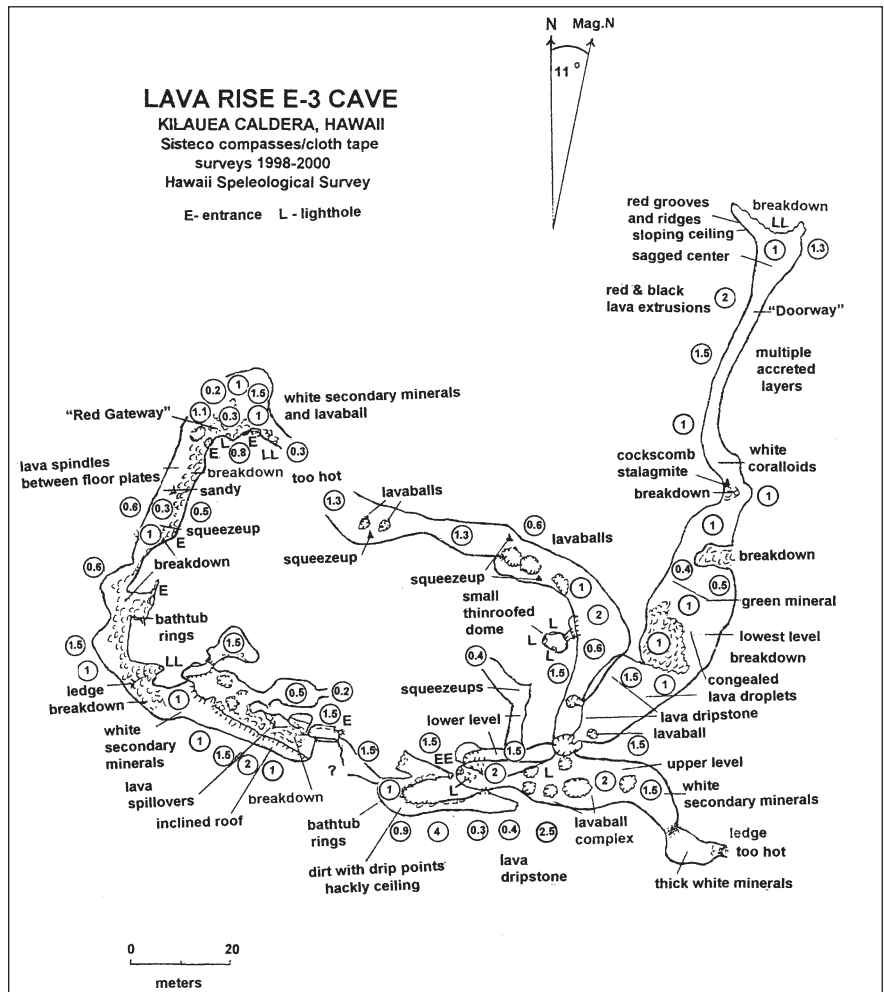 N Mag.N
11 °
LAVA RISE E-3 CAVE
KILAUEA CALDERA, HAWAII
Sisteco compasses/cloth tape
surveys 1998-2000
Hawaii Speleological Survey
E- entrance L - lighthole
red grooves
and ridges
sloping ceiling
breakdown
LL
1
1.3
sagged center
red & black
lava extrusions
2
"Doorway"
1.5
multiple
accreted
layers
1
cockscomb
stalagmite
breakdown
white
coralloids
1
1
breakdown
0.4
0.5
green mineral
1
1
lowest level
breakdown
congealed
lava droplets
1.5
1
lava dripstone
lavaball
1.5
0.2
1
1.5
1.1
0.3
1
white secondary minerals
and lavaball
"Red Gateway"
E
L
0.8
E
LL
0.3
lava spindles
between floor plates
breakdown
sandy
0.6
0.3
0.5
squeezeup
1
E
breakdown
0.6
E
bathtub
rings
1.5
1
LL
1.5
ledge
breakdown
1
0.5
0.2
1.5
E
white
secondary
minerals
1
1.5
2
1
lava
spillovers
inclined roof
breakdown
?
too hot
1.3
lavaballs
squeezeup
1.3
0.6
lavaballs
squeezeup
1
small
thinroofed
dome
2
L
L
L
0.6
1.5
0.4
squeezeups
lower level
1.5
1.5
1.5
EE
2
L
L
1
bathtub
rings
0.9
4
0.3
0.4
2.5
dirt with drip points
hackly ceiling
lava
dripstone
lavaball
complex
2
1.5
upper level
white
secondary minerals
ledge
too hot
thick white minerals
0 20
meters